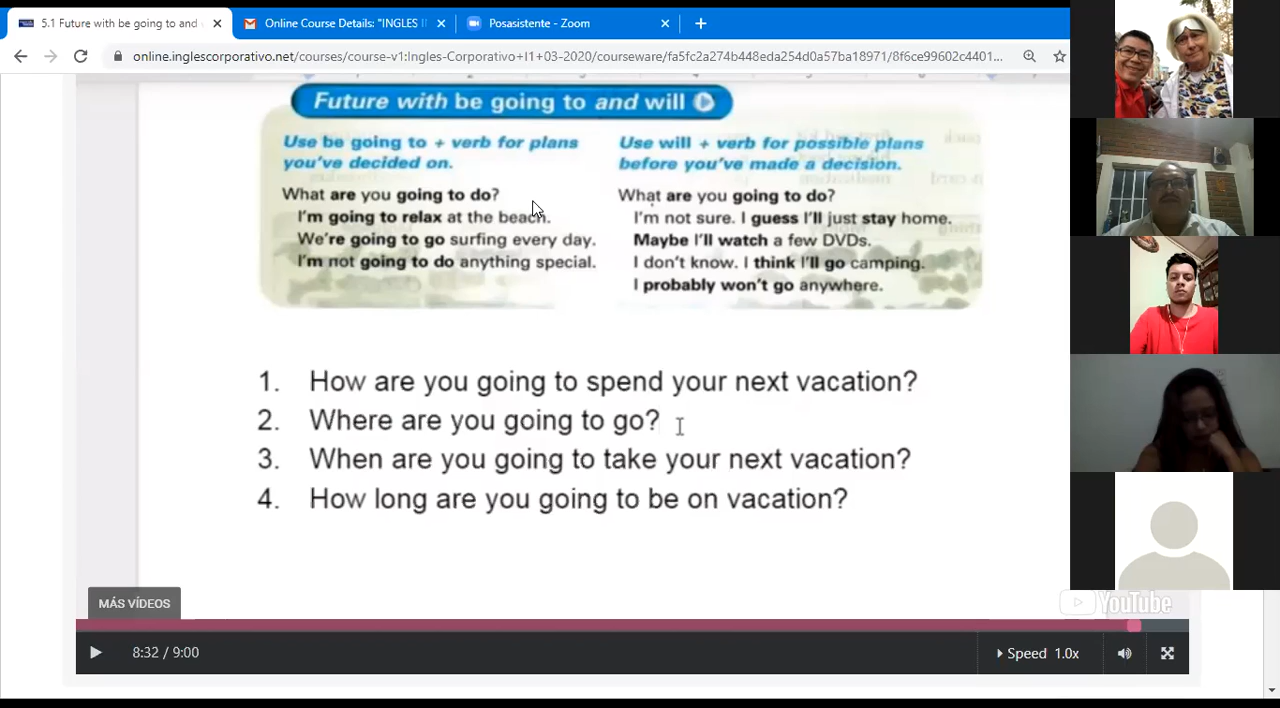 5.1 Future with be going to and
Online Course Details: "INGLES I
Posasistente - Zoom
online.inglescorporativo.net/courses/course-v1:InglesCorporativo+I1+03-2020/courseware/fa5fc2a274b448eda254d0a57ba18971/8f6ce99602c4401...
Future with be going to and will
Use be going to + verb for plans
you've decided on.
What are you going to do?
I'm going to relax at the beach.
We're going to go surfing every day.
I'm not going to do anything special.
Use will + verb for possible plans
before you've made a decision.
What are you going to do?
I'm not sure. I guess I'll just stay home.
Maybe I'll watch a few DVDs.
I don't know. I think I'll go camping.
I probably won't go anywhere.
1. How are you going to spend your next vacation?
2. Where are you going to go?
3. When are you going to take your next vacation?
4. How long are you going to be on vacation?
MÁS VÍDEOS
YouTube
8:32 / 9:00
Speed 1.0x